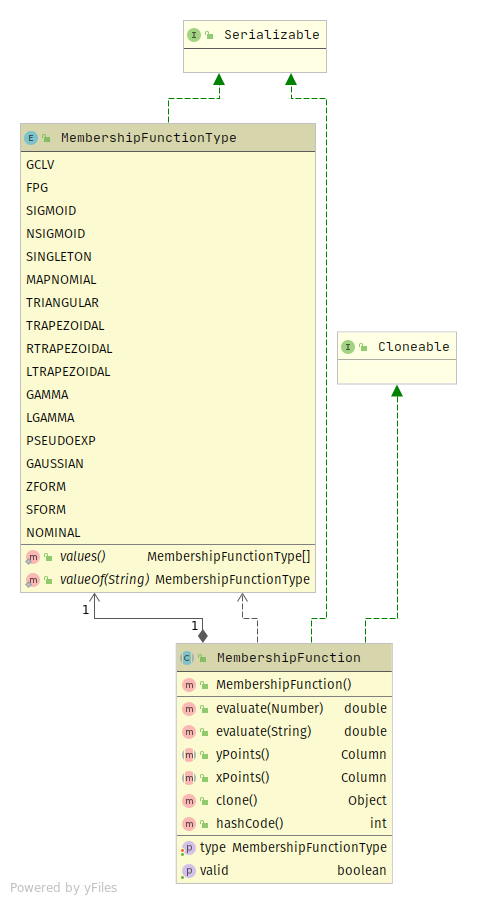 I Serializable
E MembershipFunctionType
GCLV
FPG
SIGMOID
NSIGMOID
SINGLETON
MAPNOMIAL
TRIANGULAR
TRAPEZOIDAL
RTRAPEZOIDAL
LTRAPEZOIDAL
GAMMA
LGAMMA
PSEUDOEXP
GAUSSIAN
ZFORM
SFORM
NOMINAL
m values() MembershipFunctionType[]
m valueOf(String) MembershipFunctionType
I Cloneable
1
1
C MembershipFunction
m MembershipFunction()
m evaluate(Number) double
m evaluate(String) double
m yPoints() Column
m xPoints() Column
m clone() Object
m hashCode() int
p type MembershipFunctionType
p valid boolean
Powered by yFiles